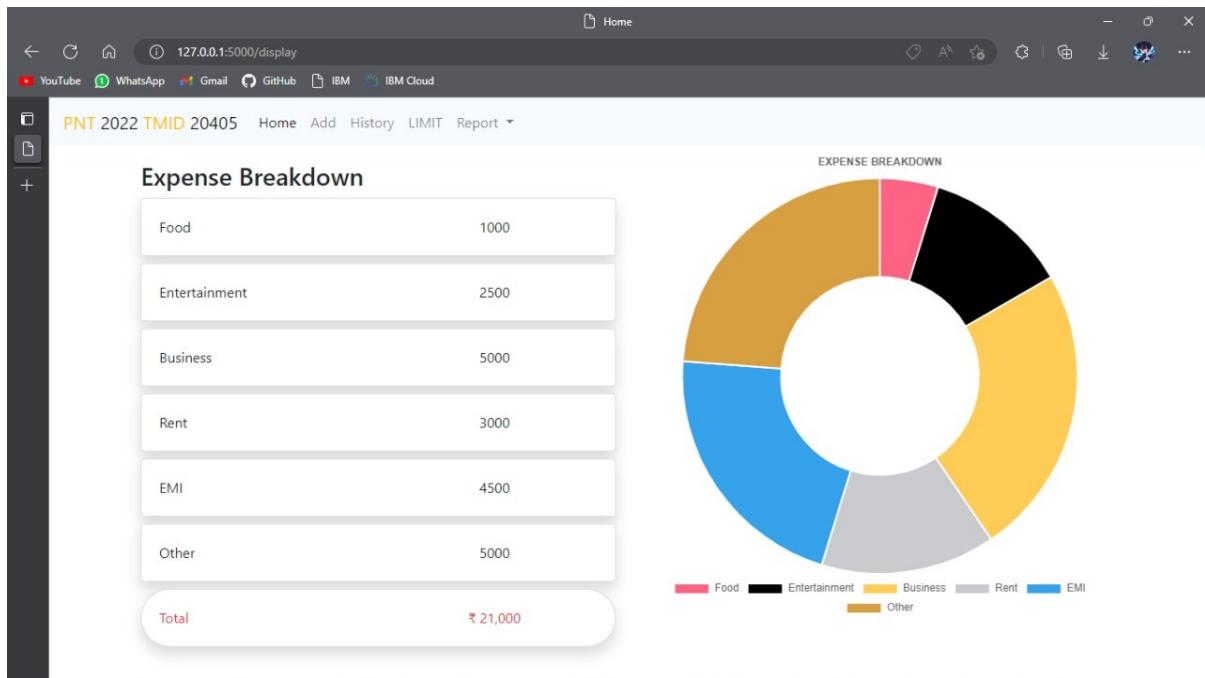 Home
127.0.0.1:5000/display
YouTube WhatsApp Gmail GitHub IBM IBM Cloud
PNT 2022 TMID 20405 Home Add History LIMIT Report
Expense Breakdown
Food 1000
Entertainment 2500
Business 5000
Rent 3000
EMI 4500
Other 5000
Total ₹ 21,000
EXPENSE BREAKDOWN
Food Entertainment Business Rent EMI
Other